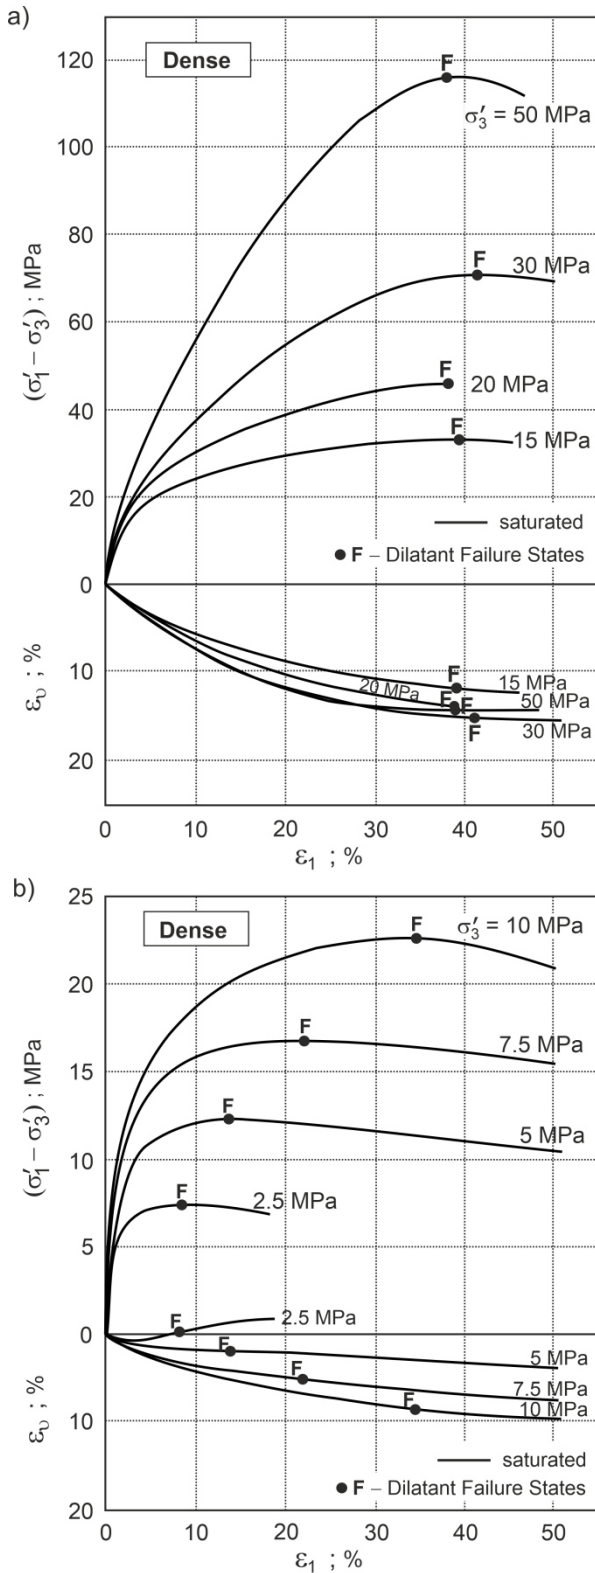 a)
120
Dense
F
σ′3 = 50 MPa
100
80
F
30 MPa
(σ′1 – σ′3) ; MPa
60
F
20 MPa
40
F
15 MPa
20
saturated
F – Dilatant Failure States
0
10
20 MPa
F
15 MPa
F F
50 MPa
F
30 MPa
ευ ; %
20
0 10 20 30 40 50
ε1 ; %
b)
25
Dense
F
σ′3 = 10 MPa
20
F
7.5 MPa
(σ′1 – σ′3) ; MPa
15
F
5 MPa
10
F
2.5 MPa
5
F
2.5 MPa
0
F
5 MPa
F
7.5 MPa
F
10 MPa
ευ ; %
10
saturated
F – Dilatant Failure States
20
0 10 20 30 40 50
ε1 ; %